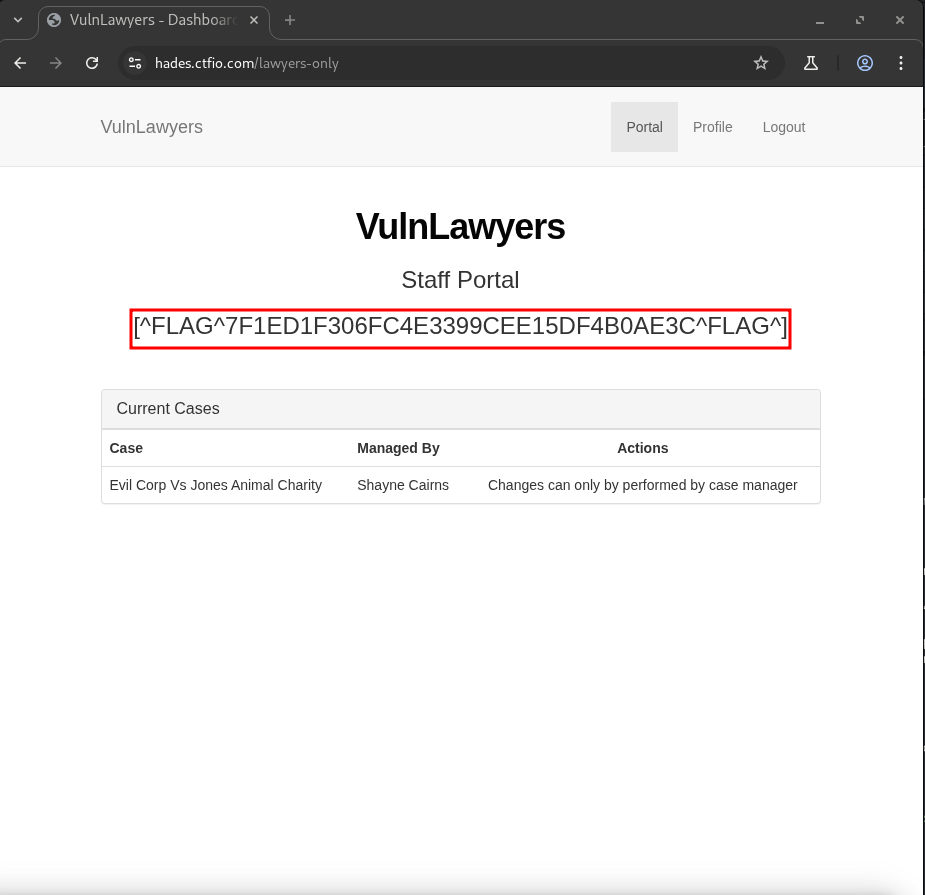 VulnLawyers - Dashboard
hades.ctfio.com/lawyers-only
VulnLawyers
Portal
Profile
Logout
VulnLawyers
Staff Portal
[^FLAG^7F1ED1F306FC4E3399CEE15DF4B0AE3C^FLAG^]
Current Cases
Case Managed By Actions
Evil Corp Vs Jones Animal Charity Shayne Cairns Changes can only by performed by case manager